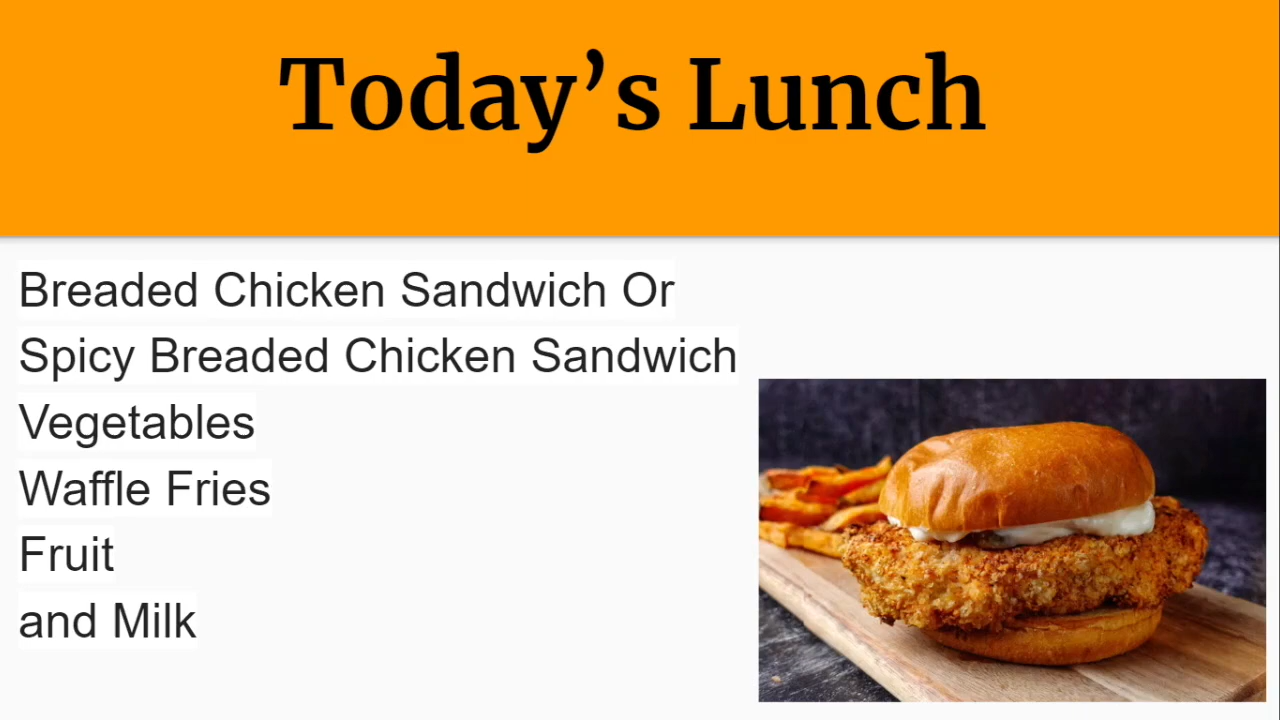 Today’s Lunch
Breaded Chicken Sandwich Or
Spicy Breaded Chicken Sandwich
Vegetables
Waffle Fries
Fruit
and Milk